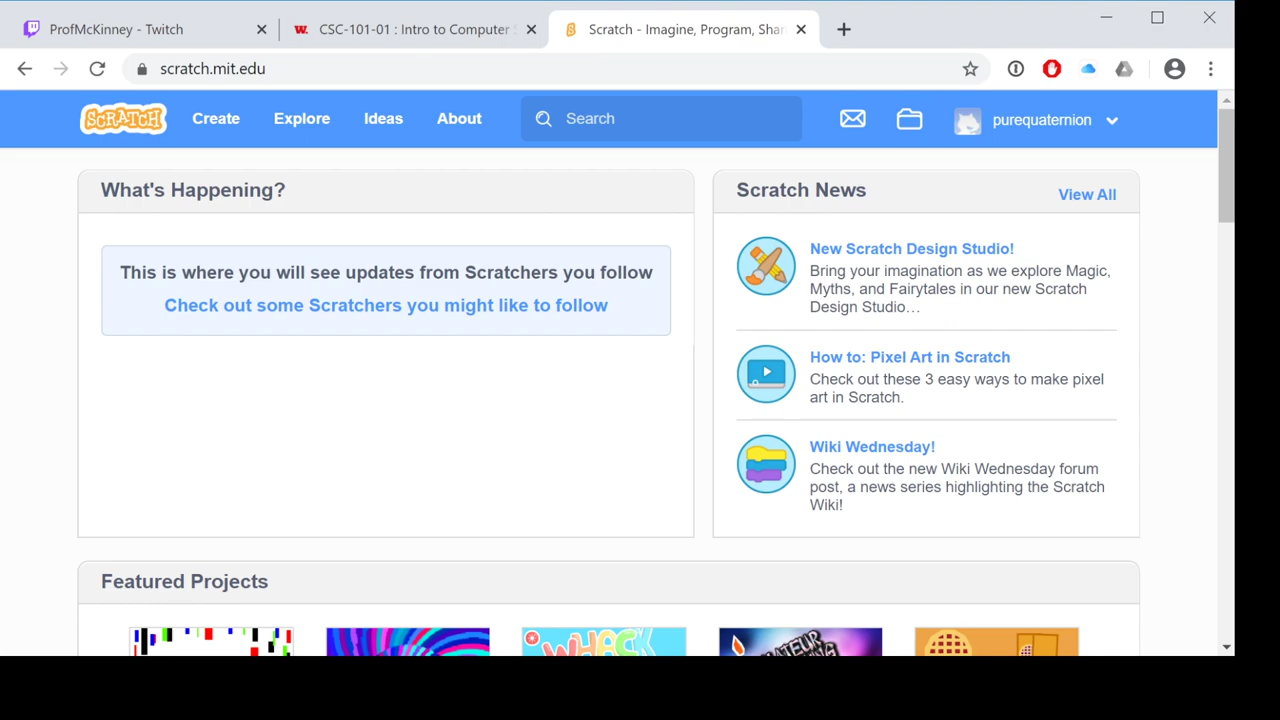 ProfMcKinney - Twitch
CSC-101-01 : Intro to Computer
Scratch - Imagine, Program, Shar
scratch.mit.edu
SCRATCH
Create
Explore
Ideas
About
Search
purequaternion
What's Happening?
This is where you will see updates from Scratchers you follow
Check out some Scratchers you might like to follow
Scratch News
View All
New Scratch Design Studio!
Bring your imagination as we explore Magic,
Myths, and Fairytales in our new Scratch
Design Studio…
How to: Pixel Art in Scratch
Check out these 3 easy ways to make pixel
art in Scratch.
Wiki Wednesday!
Check out the new Wiki Wednesday forum
post, a news series highlighting the Scratch
Wiki!
Featured Projects
WHACK